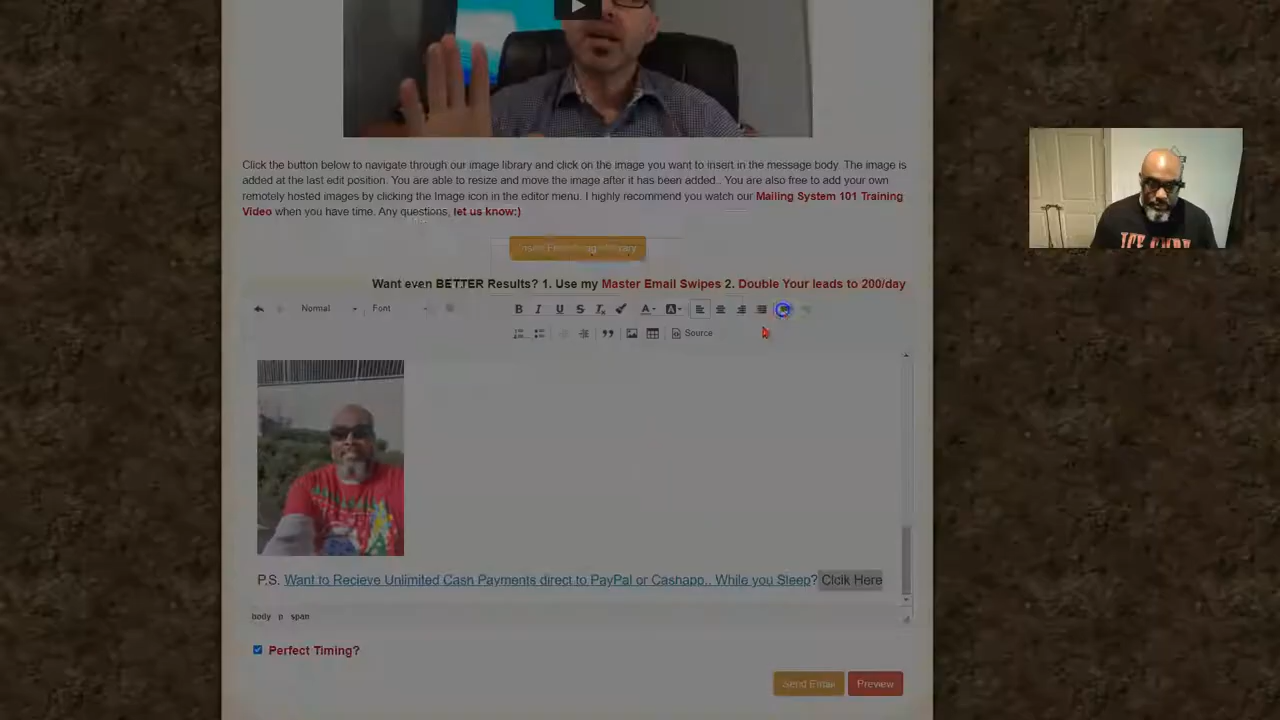 Click the button below to navigate through our image library and click on the image you want to insert in the message body. The image is
added at the last edit position. You are able to resize and move the image after it has been added.. You are also free to add your own
remotely hosted images by clicking the Image icon in the editor menu. I highly recommend you watch our Mailing System 101 Training
Video when you have time. Any questions, let us know:)
Want even BETTER Results? 1. Use my Master Email Swipes 2. Double Your leads to 200/day
Normal Font B I U S Tx A A
Source
P.S. Want to Recieve Unlimited Cash Payments direct to PayPal or Cashapp.. While you Sleep? Clcik Here
body p span
Perfect Timing?
Send Email Preview